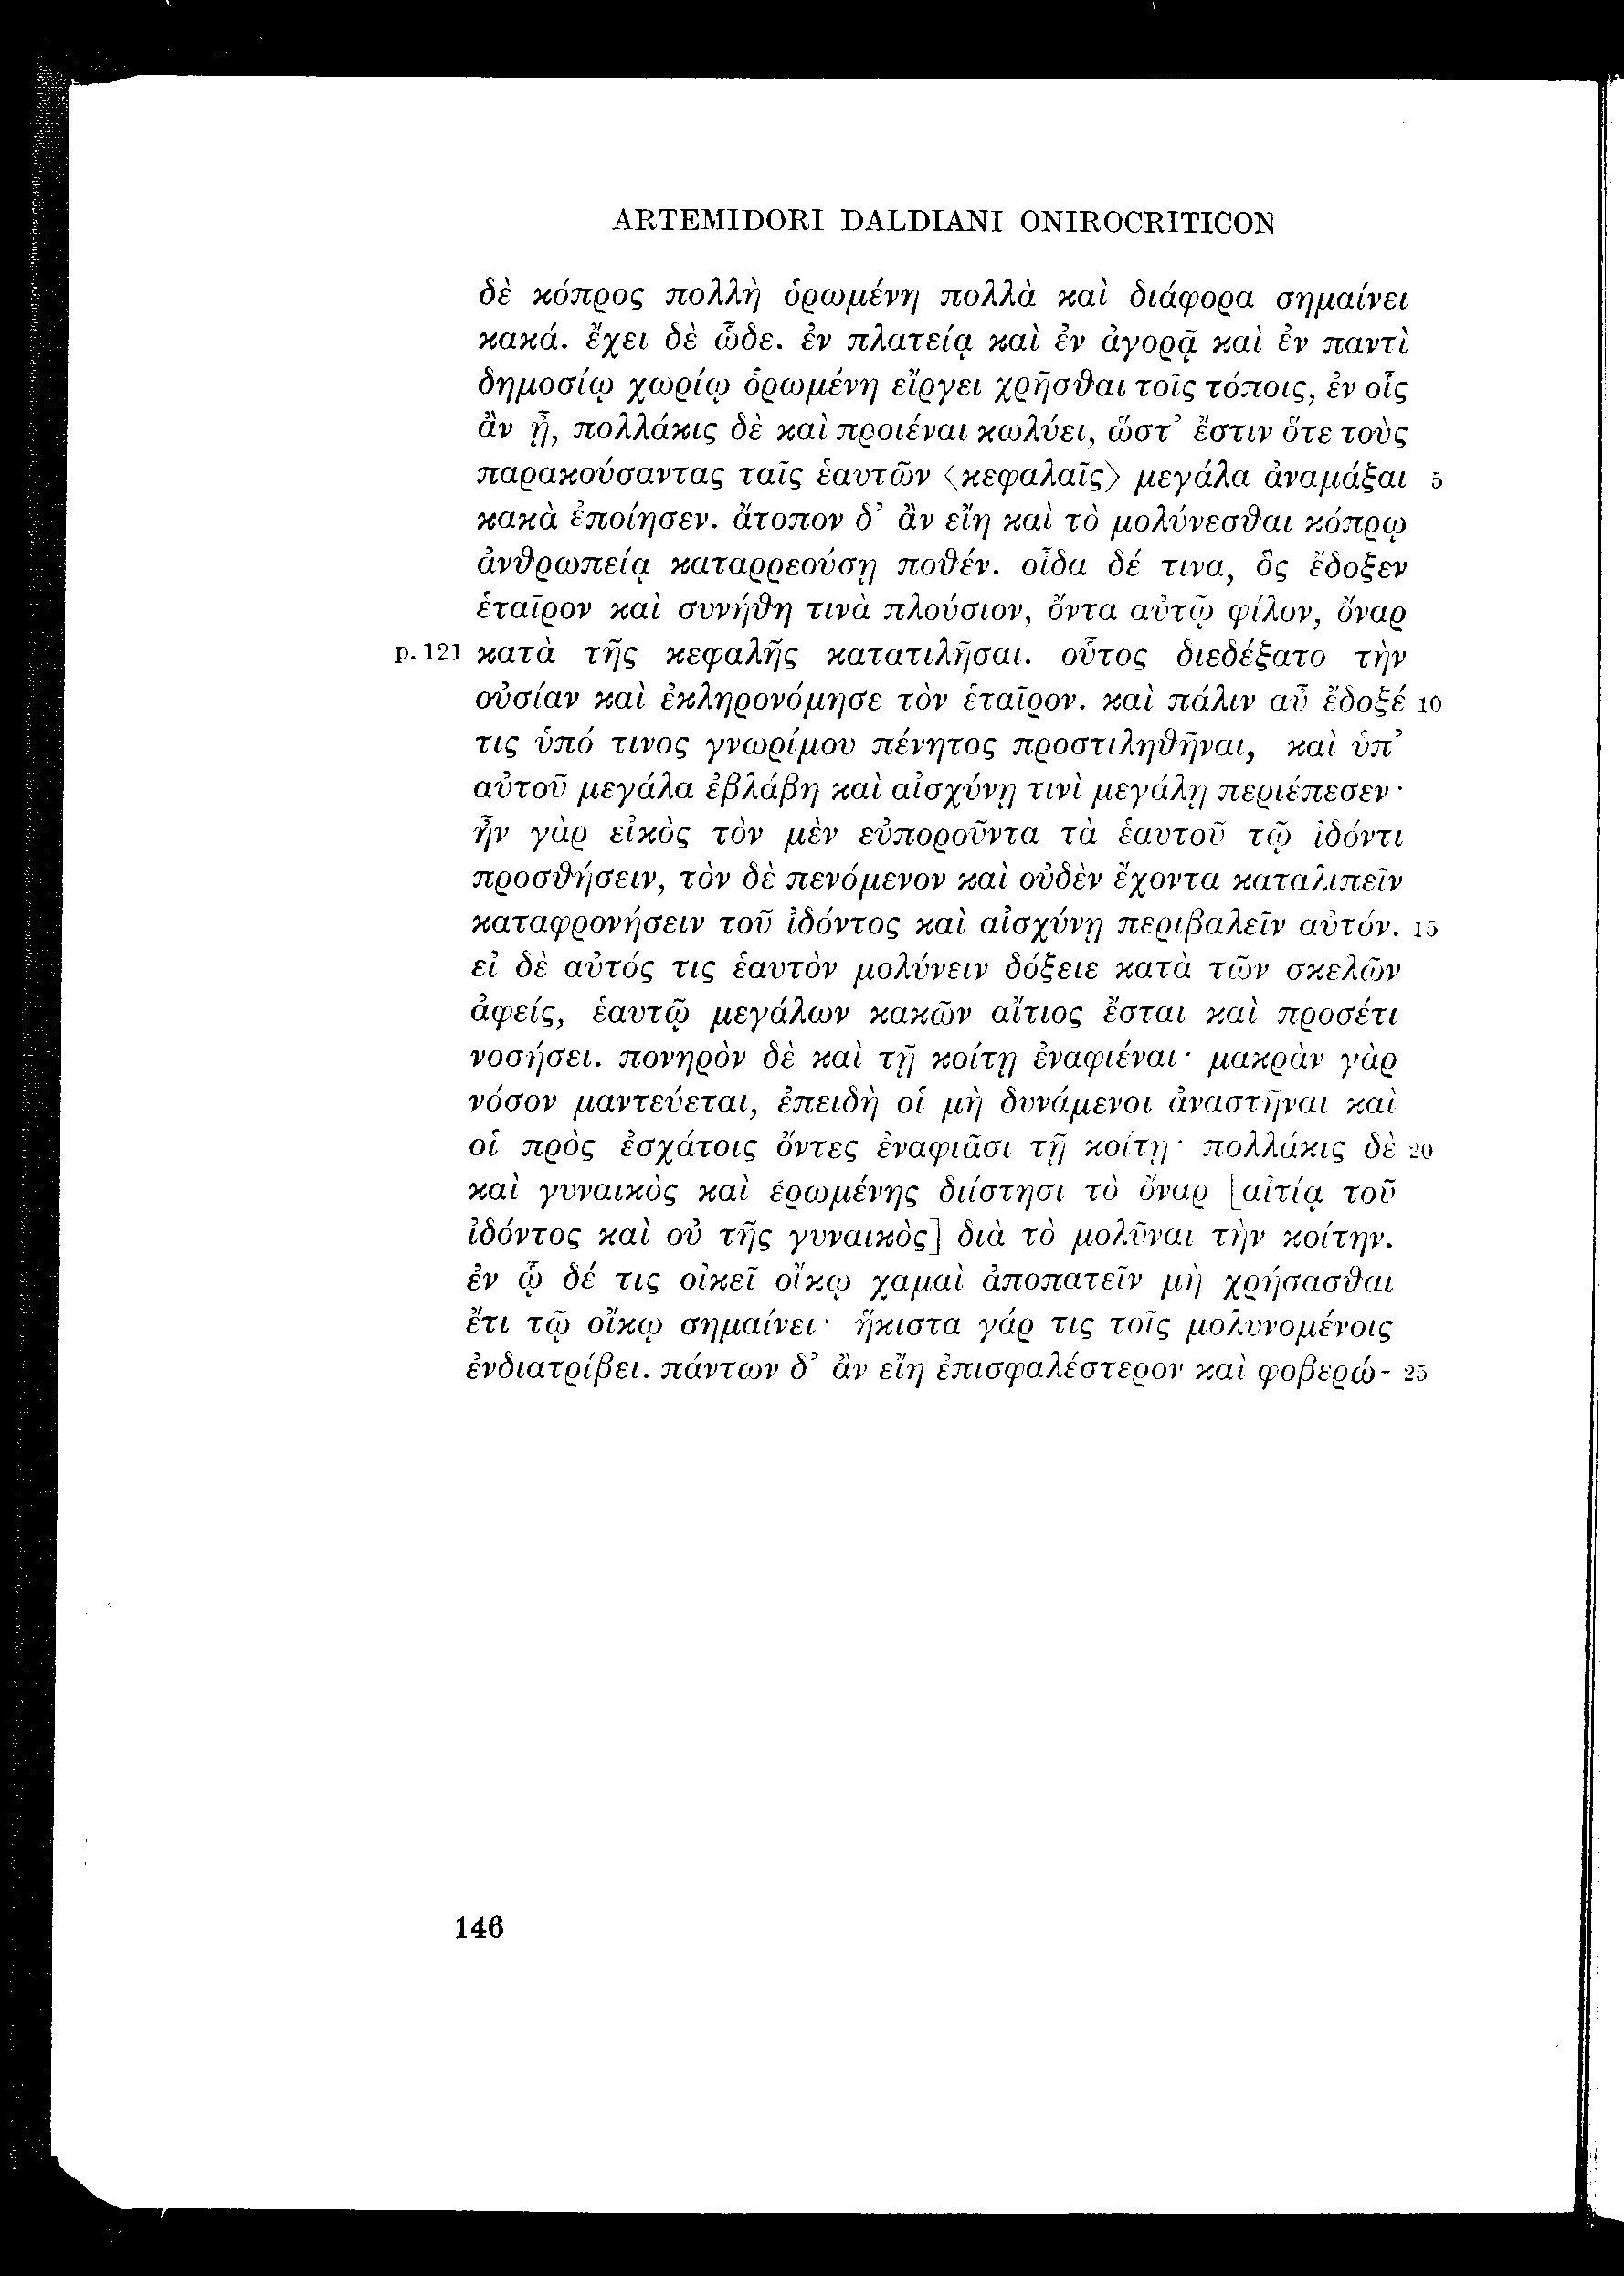 ARTEMIDORI DALDIANI ONIROCRITICON
δὲ κόπρος πολλὴ ὁρωμένη πολλὰ καὶ διάφορα σημαίνει
κακά. ἔχει δὲ ὧδε. ἐν πλατείᾳ καὶ ἐν ἀγορᾷ καὶ ἐν παντὶ
δημοσίῳ χωρίῳ ὁρωμένη εἴργει χρῆσθαι τοῖς τόποις, ἐν οἷς
ἂν ᾖ, πολλάκις δὲ καὶ προιέναι κωλύει, ὥστ’ ἔστιν ὅτε τοὺς
παρακούσαντας ταῖς ἑαυτῶν ⟨κεφαλαῖς⟩ μεγάλα ἀναμάξαι 5
κακὰ ἐποίησεν. ἄτοπον δ’ ἂν εἴη καὶ τὸ μολύνεσθαι κόπρῳ
ἀνθρωπείᾳ καταρρεούσῃ ποθέν. οἶδα δέ τινα, ὃς ἔδοξεν
ἑταῖρον καὶ συνήθη τινὰ πλούσιον, ὄντα αὐτῷ φίλον, ὄναρ
p. 121 κατὰ τῆς κεφαλῆς κατατιλῆσαι. οὗτος διεδέξατο τὴν
οὐσίαν καὶ ἐκληρονόμησε τὸν ἑταῖρον. καὶ πάλιν αὖ ἔδοξέ 10
τις ὑπό τινος γνωρίμου πένητος προστιληθῆναι, καὶ ὑπ’
αὐτοῦ μεγάλα ἐβλάβη καὶ αἰσχύνῃ τινὶ μεγάλῃ περιέπεσεν·
ἦν γὰρ εἰκὸς τὸν μὲν εὐποροῦντα τὰ ἑαυτοῦ τῷ ἰδόντι
προσθήσειν, τὸν δὲ πενόμενον καὶ οὐδὲν ἔχοντα καταλιπεῖν
καταφρονήσειν τοῦ ἰδόντος καὶ αἰσχύνῃ περιβαλεῖν αὐτόν. 15
εἰ δὲ αὐτός τις ἑαυτὸν μολύνειν δόξειε κατὰ τῶν σκελῶν
ἀφείς, ἑαυτῷ μεγάλων κακῶν αἴτιος ἔσται καὶ προσέτι
νοσήσει. πονηρὸν δὲ καὶ τῇ κοίτῃ ἐναφιέναι· μακρὰν γὰρ
νόσον μαντεύεται, ἐπειδὴ οἱ μὴ δυνάμενοι ἀναστῆναι καὶ
οἱ πρὸς ἐσχάτοις ὄντες ἐναφιᾶσι τῇ κοίτῃ· πολλάκις δὲ 20
καὶ γυναικὸς καὶ ἐρωμένης διίστησι τὸ ὄναρ [αἰτίᾳ τοῦ
ἰδόντος καὶ οὐ τῆς γυναικὸς] διὰ τὸ μολῦναι τὴν κοίτην.
ἐν ᾧ δέ τις οἰκεῖ οἴκῳ χαμαὶ ἀποπατεῖν μὴ χρήσασθαι
ἔτι τῷ οἴκῳ σημαίνει· ἥκιστα γάρ τις τοῖς μολυνομένοις
ἐνδιατρίβει. πάντων δ’ ἂν εἴη ἐπισφαλέστερον καὶ φοβερώ- 25
146